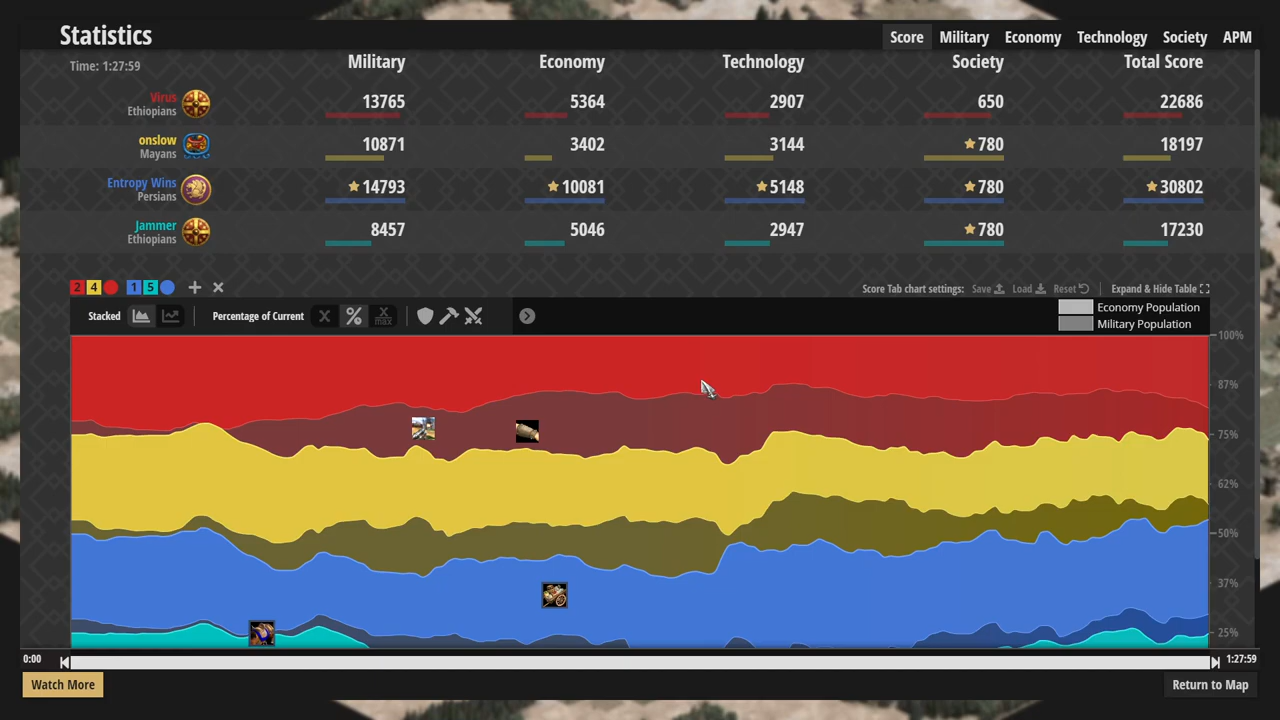 Statistics
Score Military Economy Technology Society APM
Time: 1:27:59
Military Economy Technology Society Total Score
Virus
Ethiopians
13765 5364 2907 650 22686
onslow
Mayans
10871 3402 3144 780 18197
Entropy Wins
Persians
14793 10081 5148 780 30802
Jammer
Ethiopians
8457 5046 2947 780 17230
2 4 1 5
Score Tab chart settings: Save Load Reset Expand & Hide Table
Stacked Percentage of Current X % X max
Economy Population
Military Population
100%
87%
75%
62%
50%
37%
25%
0:00 1:27:59
Watch More Return to Map